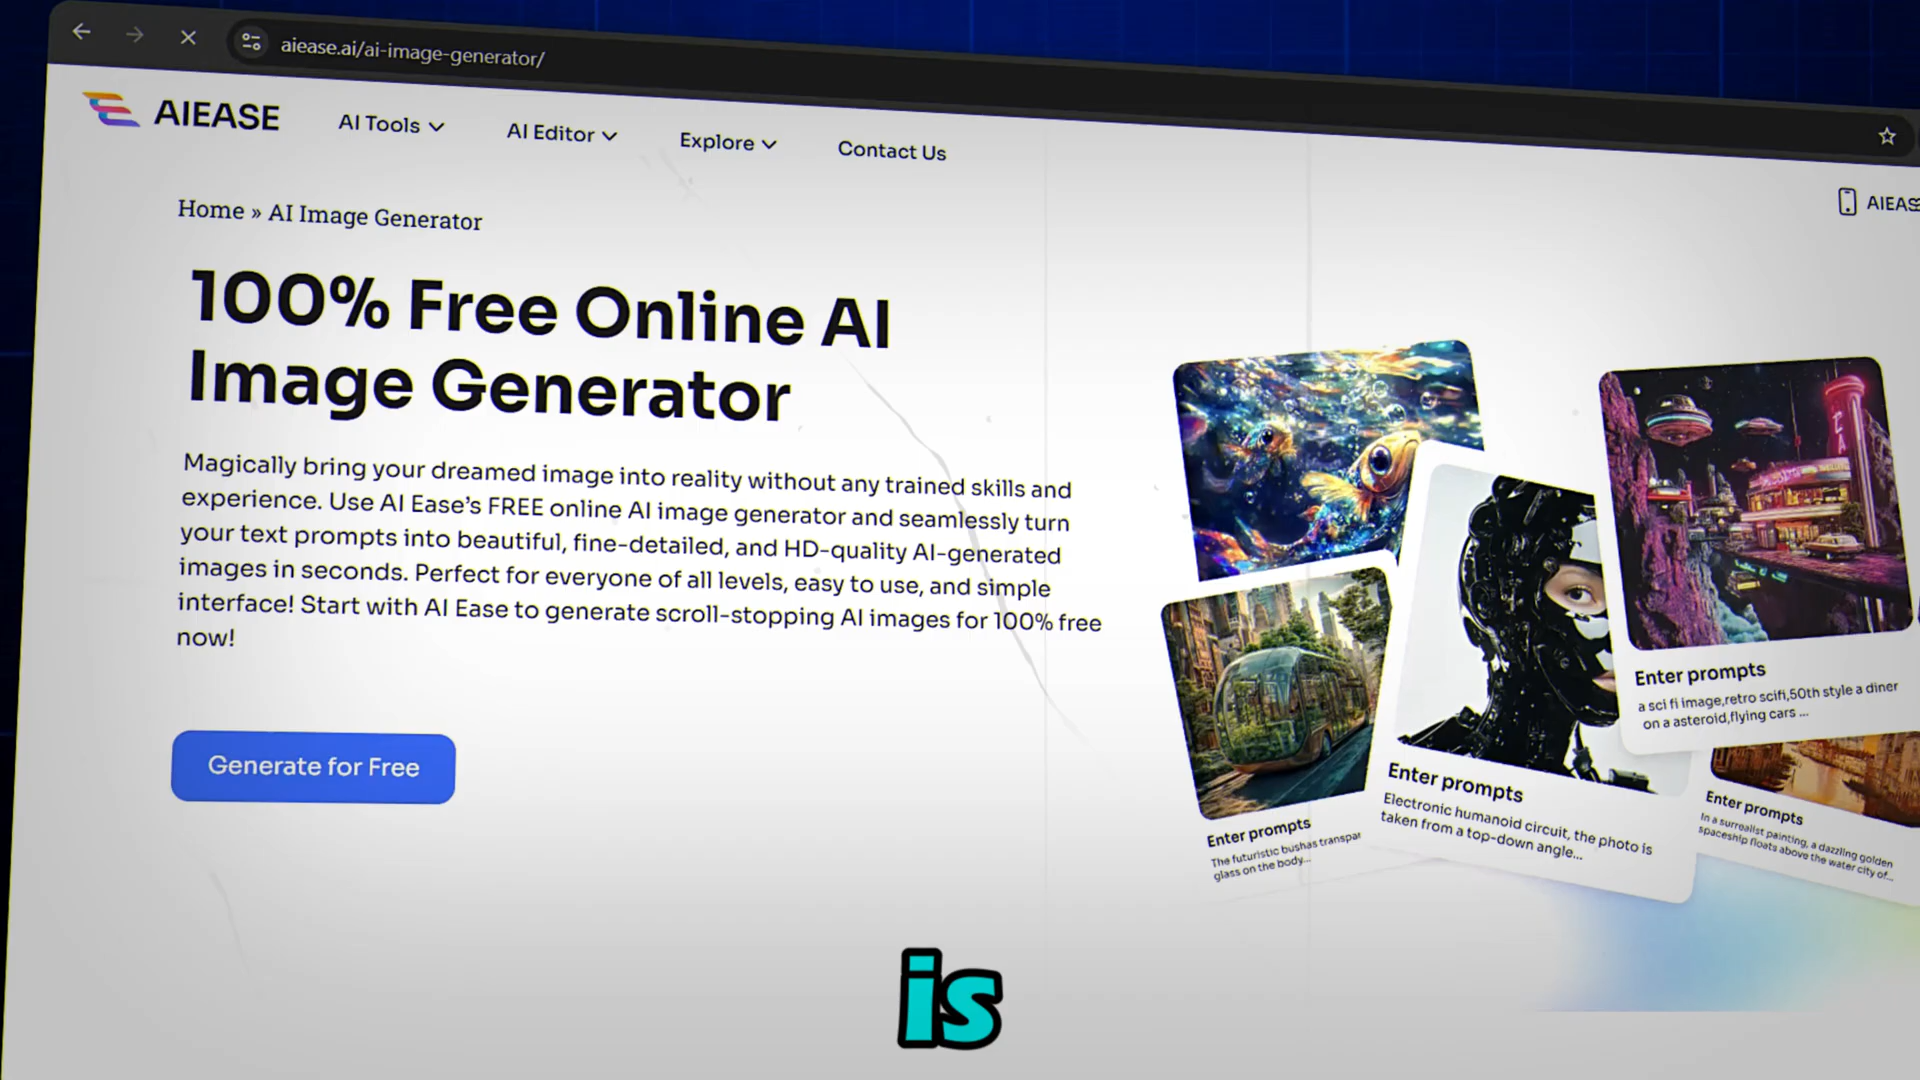 aiease.ai/ai-image-generator/
AIEASE
AI Tools
AI Editor
Explore
Contact Us
AIEASE
Home » AI Image Generator
100% Free Online AI
Image Generator
Magically bring your dreamed image into reality without any trained skills and
experience. Use AI Ease's FREE online AI image generator and seamlessly turn
your text prompts into beautiful, fine-detailed, and HD-quality AI-generated
images in seconds. Perfect for everyone of all levels, easy to use, and simple
interface! Start with AI Ease to generate scroll-stopping AI images for 100% free
now!
Generate for Free
Enter prompts
a sci fi image,retro scifi,50th style a diner
on a asteroid,flying cars ...
Enter prompts
Electronic humanoid circuit, the photo is
taken from a top-down angle...
Enter prompts
In a surrealist painting, a dazzling golden
spaceship floats above the water city of...
Enter prompts
The futuristic bushas transpar
glass on the body...
is